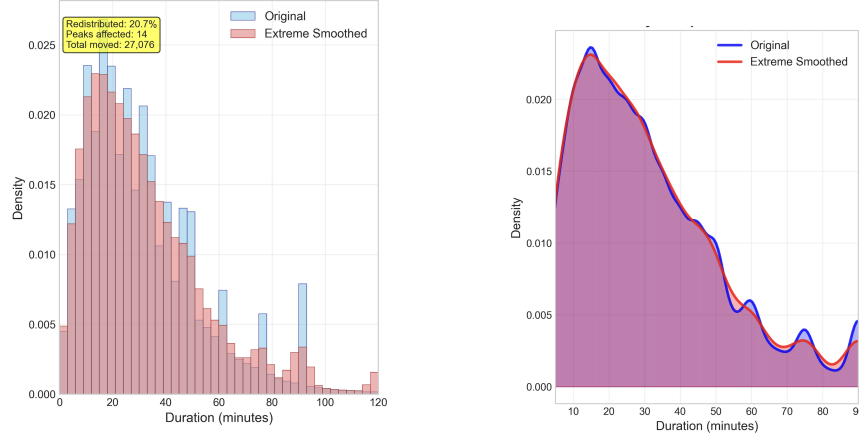 Redistributed: 20.7%
Peaks affected: 14
Total moved: 27,076
Original
Extreme Smoothed
0.025
0.020
0.015
0.010
0.005
0.000
Density
0
20
40
60
80
100
120
Duration (minutes)
Original
Extreme Smoothed
0.020
0.015
0.010
0.005
0.000
Density
10
20
30
40
50
60
70
80
9
Duration (minutes)